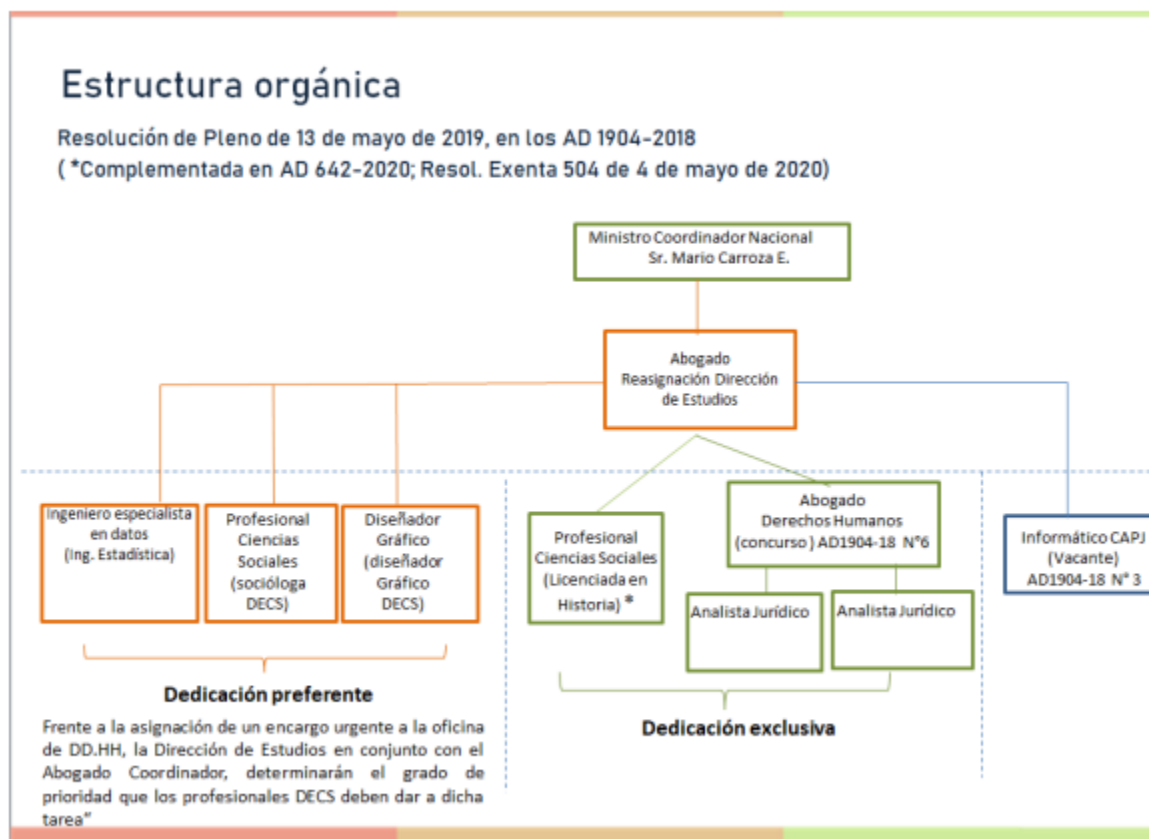 Estructura orgánica
Resolución de Pleno de 13 de mayo de 2019, en los AD 1904-2018
( *Complementada en AD 642-2020; Resol. Exenta 504 de 4 de mayo de 2020)
Ministro Coordinador Nacional
Sr. Mario Carroza E.
Abogado
Reasignación Dirección
de Estudios
Ingeniero especialista
en datos
(Ing. Estadística)
Profesional
Ciencias
Sociales
(socióloga
DECS)
Diseñador
Gráfico
(diseñador
Gráfico
DECS)
Profesional
Ciencias Sociales
(Licenciada en
Historia) *
Abogado
Derechos Humanos
(concurso) AD1904-18 N°6
Analista Jurídico
Analista Jurídico
Informático CAPJ
(Vacante)
AD1904-18 N° 3
Dedicación preferente
Frente a la asignación de un encargo urgente a la oficina
de DD.HH, la Dirección de Estudios en conjunto con el
Abogado Coordinador, determinarán el grado de
prioridad que los profesionales DECS deben dar a dicha
tarea"
Dedicación exclusiva